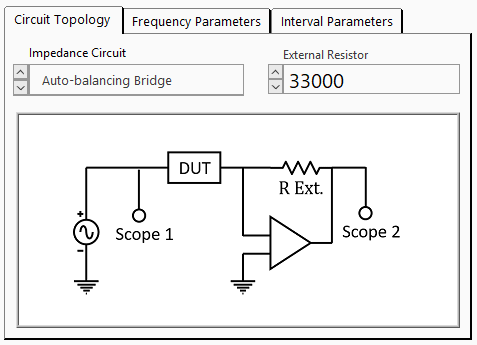 Circuit Topology
Frequency Parameters
Interval Parameters
Impedance Circuit
External Resistor
Auto-balancing Bridge
33000
DUT
R Ext.
+
-
Scope 1
Scope 2